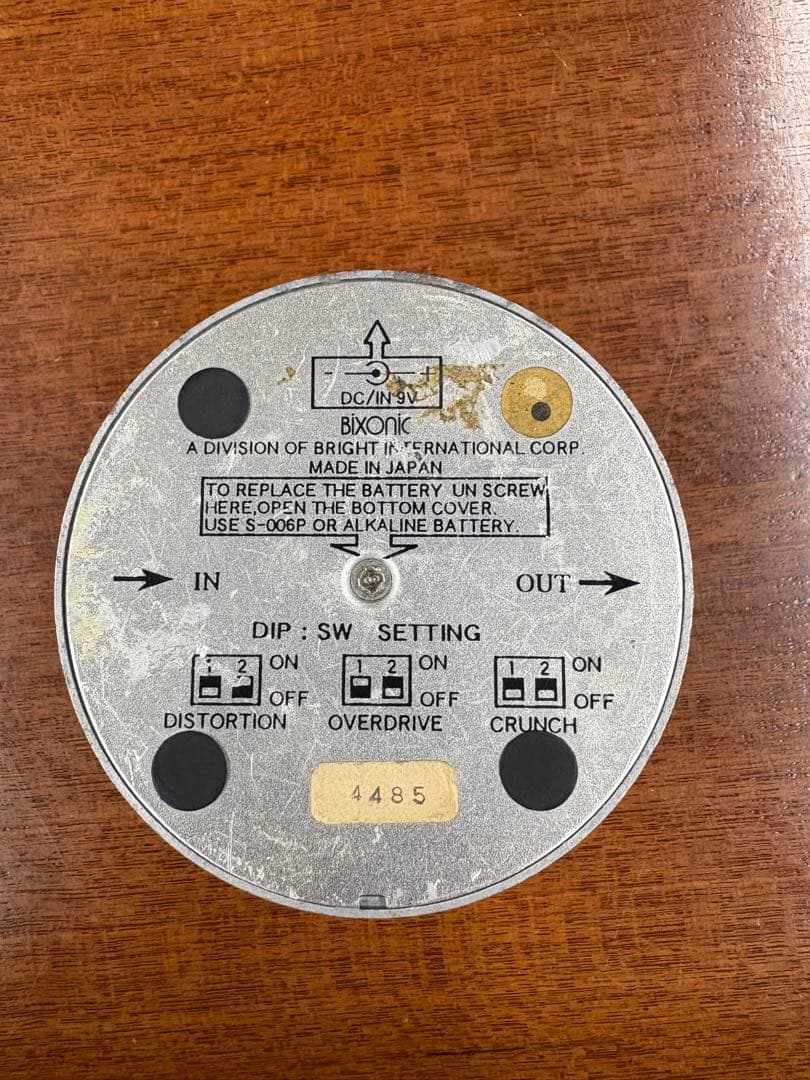 - +
DC/IN 9V
BiXONiC
A DIVISION OF BRIGHT INTERNATIONAL CORP.
MADE IN JAPAN
TO REPLACE THE BATTERY UN SCREW
HERE,OPEN THE BOTTOM COVER.
USE S-006P OR ALKALINE BATTERY.
IN OUT
DIP : SW SETTING
1 2 ON 1 2 ON 1 2 ON
OFF OFF OFF
DISTORTION OVERDRIVE CRUNCH
4485